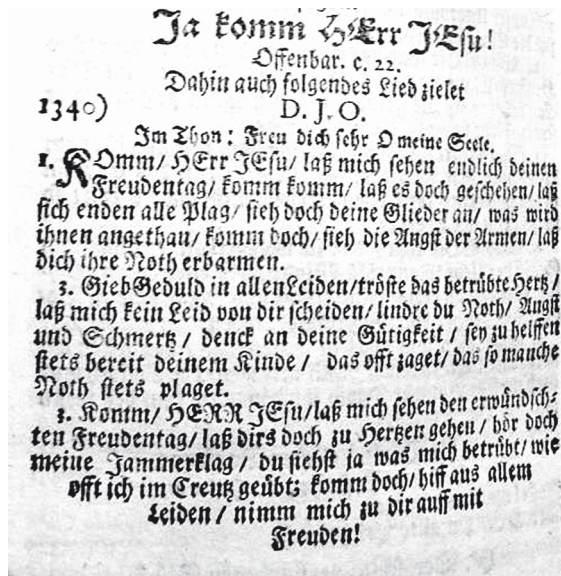 Ja komm HErr JEsu!
Offenbar. c. 22.
Dahin auch folgendes Lied zielet
1340) D. J. O.
Im Thon: Freu dich sehr O meine Seele.
1. KOmm/ HErr JEsu/ laß mich sehen endlich deinen
Freudentag/ komm komm/ laß es doch geschehen/ laß
sich enden alle Plag/ sieh doch deine Glieder an/ was wird
ihnen angethan/ komm doch/ sieh die Angst der Armen/ laß
dich ihre Noth erbarmen.
3. Gieb Geduld in allen Leiden/ tröste das betrübte Hertz/
laß mich kein Leid von dir scheiden/ lindre du Noth/ Angst
und Schmertz/ denck an deine Gütigkeit/ sey zu helffen
stets bereit deinem Kinde/ das offt zaget/ das so manche
Noth stets plaget.
3. Komm/ HERR JEsu/ laß mich sehen den erwündsch-
ten Freudentag/ laß dirs doch zu Hertzen gehen/ hör doch
meine Jammerklag/ du siehst ja was mich betrübt/ wie
offt ich im Creutz geübt: komm doch/ hilff aus allem
Leiden/ nimm mich zu dir auff mit
Freuden!